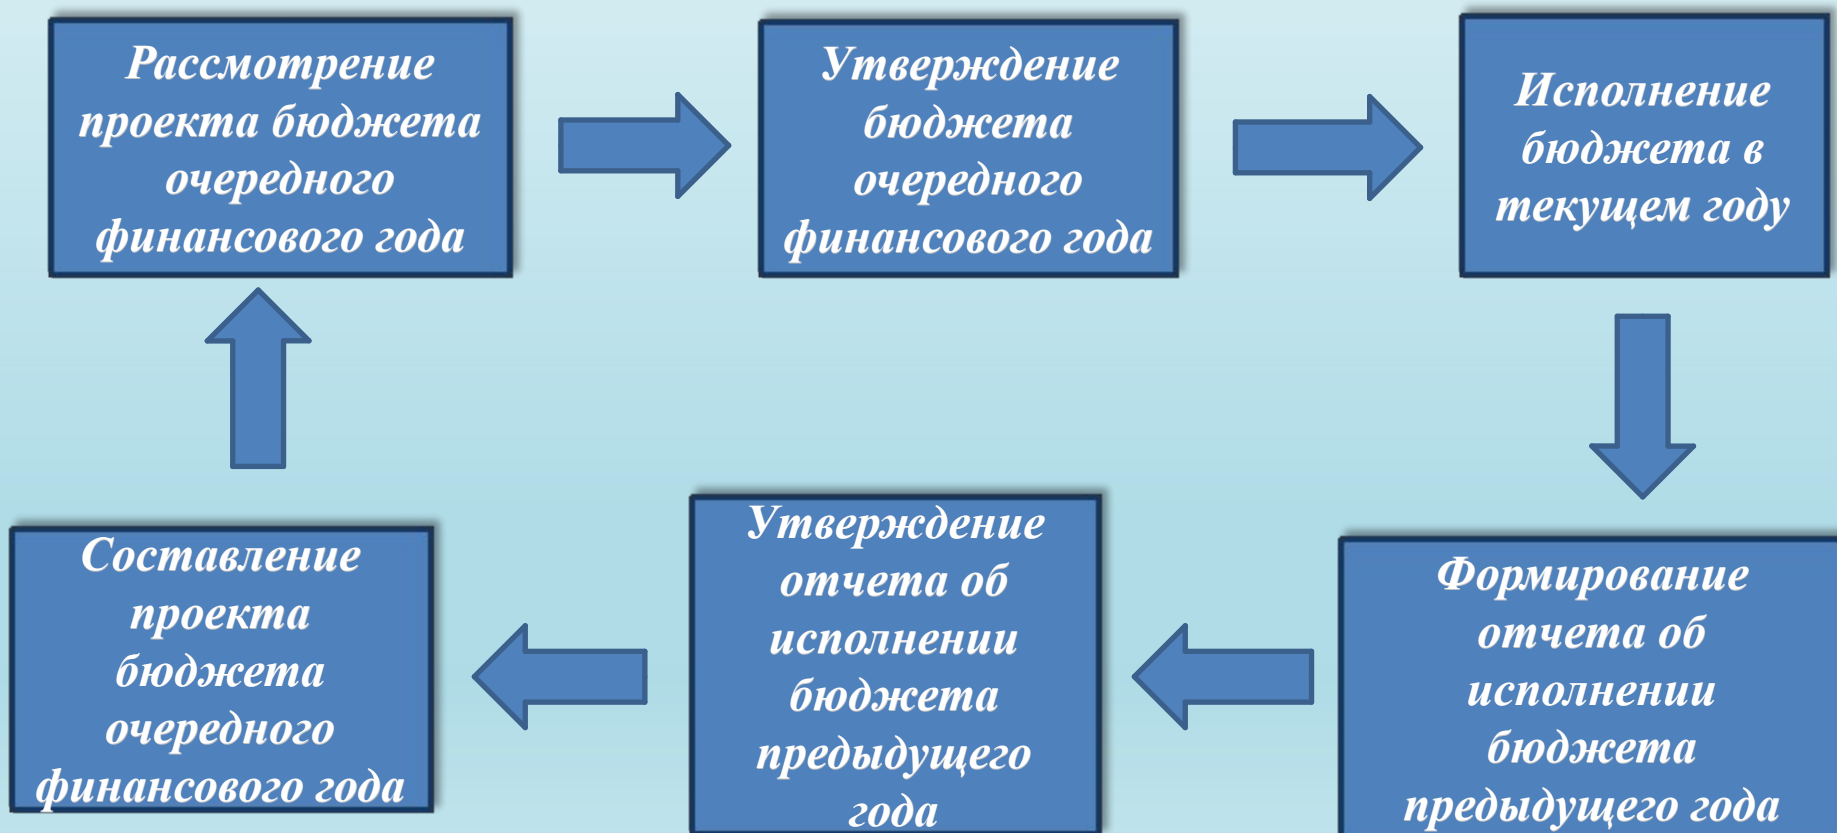 Рассмотрение
проекта бюджета
очередного
финансового года
Утверждение
бюджета
очередного
финансового года
Исполнение
бюджета в
текущем году
Составление
проекта
бюджета
очередного
финансового года
Утверждение
отчета об
исполнении
бюджета
предыдущего
года
Формирование
отчета об
исполнении
бюджета
предыдущего года